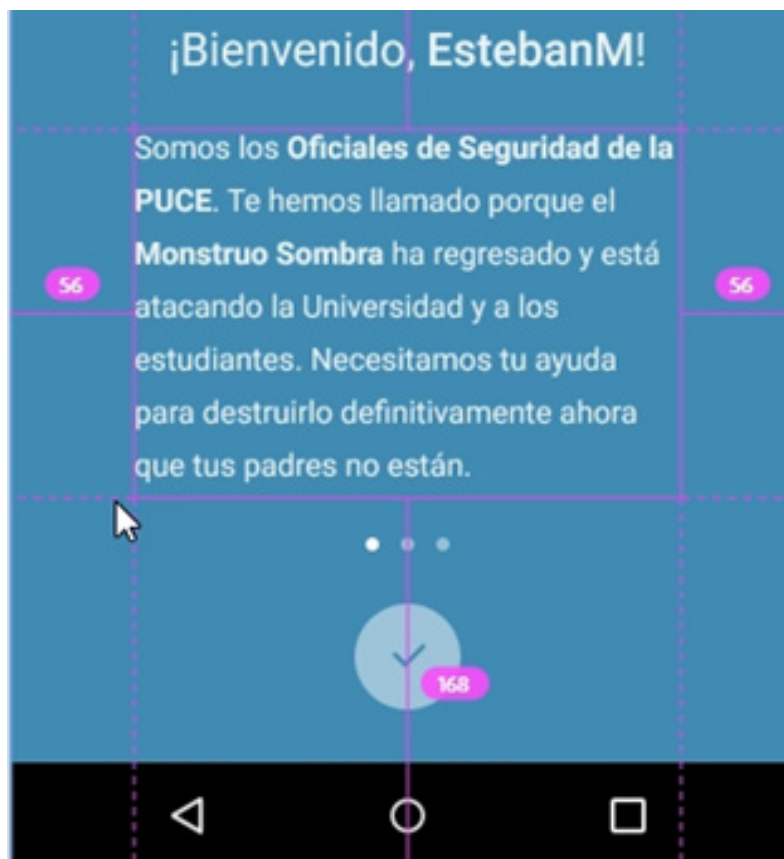 ¡Bienvenido, EstebanM!
Somos los Oficiales de Seguridad de la
PUCE. Te hemos llamado porque el
Monstruo Sombra ha regresado y está
56
56
atacando la Universidad y a los
estudiantes. Necesitamos tu ayuda
para destruirlo definitivamente ahora
que tus padres no están.
168